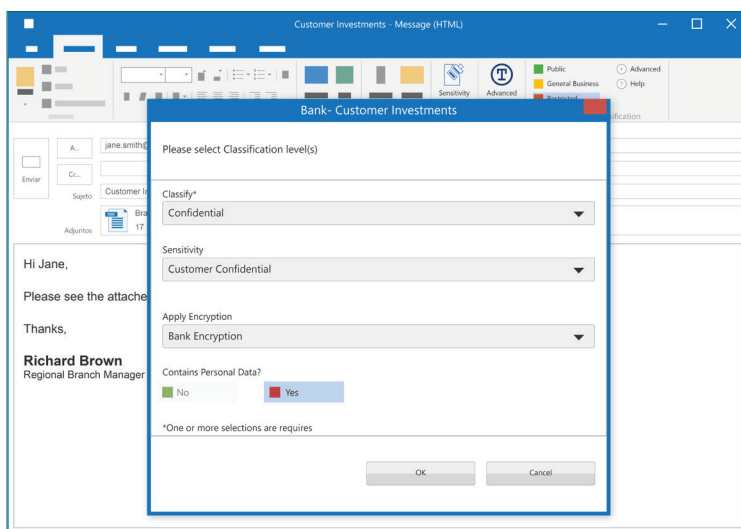 Customer Investments - Message (HTML)
Sensitivity
Advanced
Public
General Business
Restricted
Advanced
Help
Enviar
A..
jane.smith@
Cc...
Sujeto
Customer
Adjuntos
17
Hi Jane,
Please see the attache
Thanks,
Richard Brown
Regional Branch Manager
Bank- Customer Investments
Please select Classification level(s)
Classify*
Confidential
Sensitivity
Customer Confidential
Apply Encryption
Bank Encryption
Contains Personal Data?
No
Yes
*One or more selections are requires
OK
Cancel